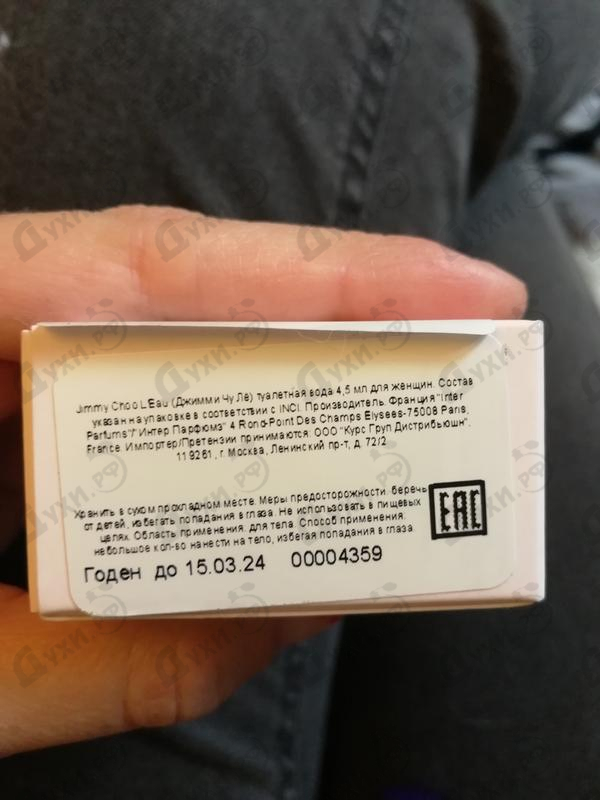 Jimmy Choo L'Eau (Джимми Чу Лё) туалетная вода 4,5 мл для женщин. Состав
указан на упаковке в соответствии с INCI. Производитель. Франция "Inter
Parfums"/"Интер Парфюмз" 4 Rond-Point Des Champs Elysees-75008 Paris,
France. Импортер/Претензии принимаются: ООО "Курс Груп Дистрибьюшн".
119261, г. Москва, Ленинский пр-т, д. 72/2
Хранить в сухом прохладном месте. Меры предосторожности: беречь
от детей, избегать попадания в глаза. Не использовать в пищевых
целях. Область применения: для тела. Способ применения:
небольшое кол-во нанести на тело, избегая попадания в глаза.
EAC
Годен до 15.03.24 00004359
Духи.рф